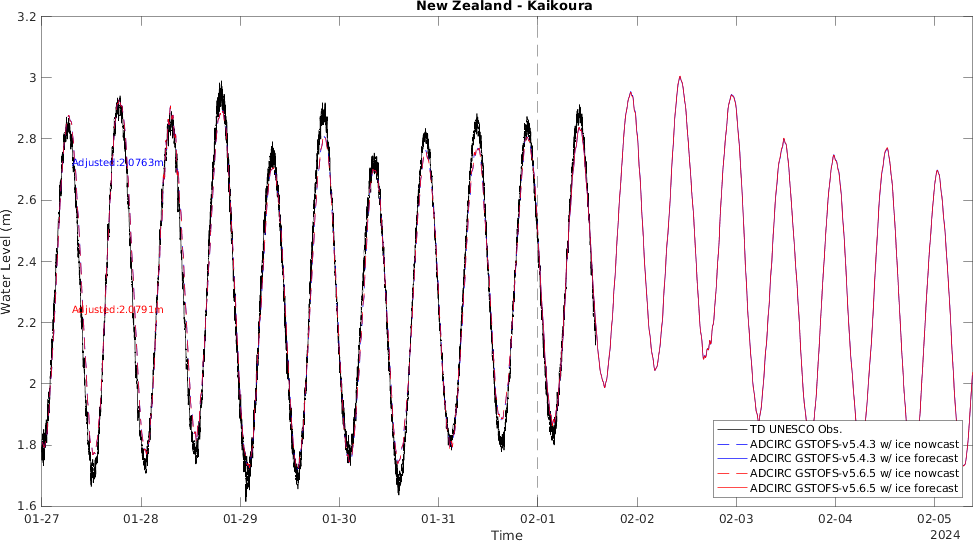 New Zealand - Kaikoura
3.2
3
2.8
2.6
2.4
2.2
2
1.8
1.6
Water Level (m)
Adjusted:2.0763m
Adjusted:2.0791m
TD UNESCO Obs.
ADCIRC GSTOFS-v5.4.3 w/ ice nowcast
ADCIRC GSTOFS-v5.4.3 w/ ice forecast
ADCIRC GSTOFS-v5.6.5 w/ ice nowcast
ADCIRC GSTOFS-v5.6.5 w/ ice forecast
01-27 01-28 01-29 01-30 01-31 02-01 02-02 02-03 02-04 02-05
Time
2024